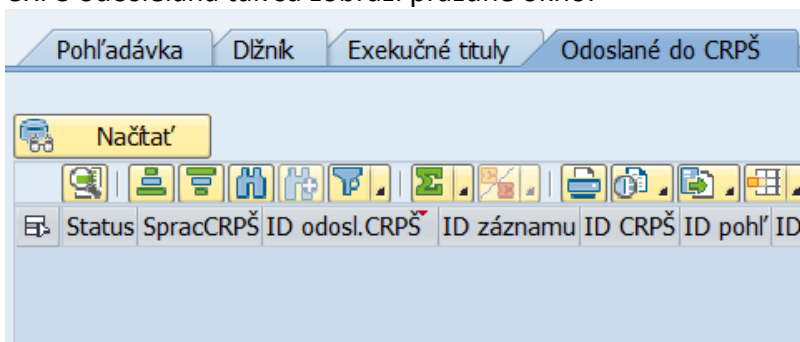 Pohľadávka Dlžník Exekučné tituly Odoslané do CRPŠ
Načítať
Status SpracCRPŠ ID odosl.CRPŠ ID záznamu ID CRPŠ ID pohľ ID